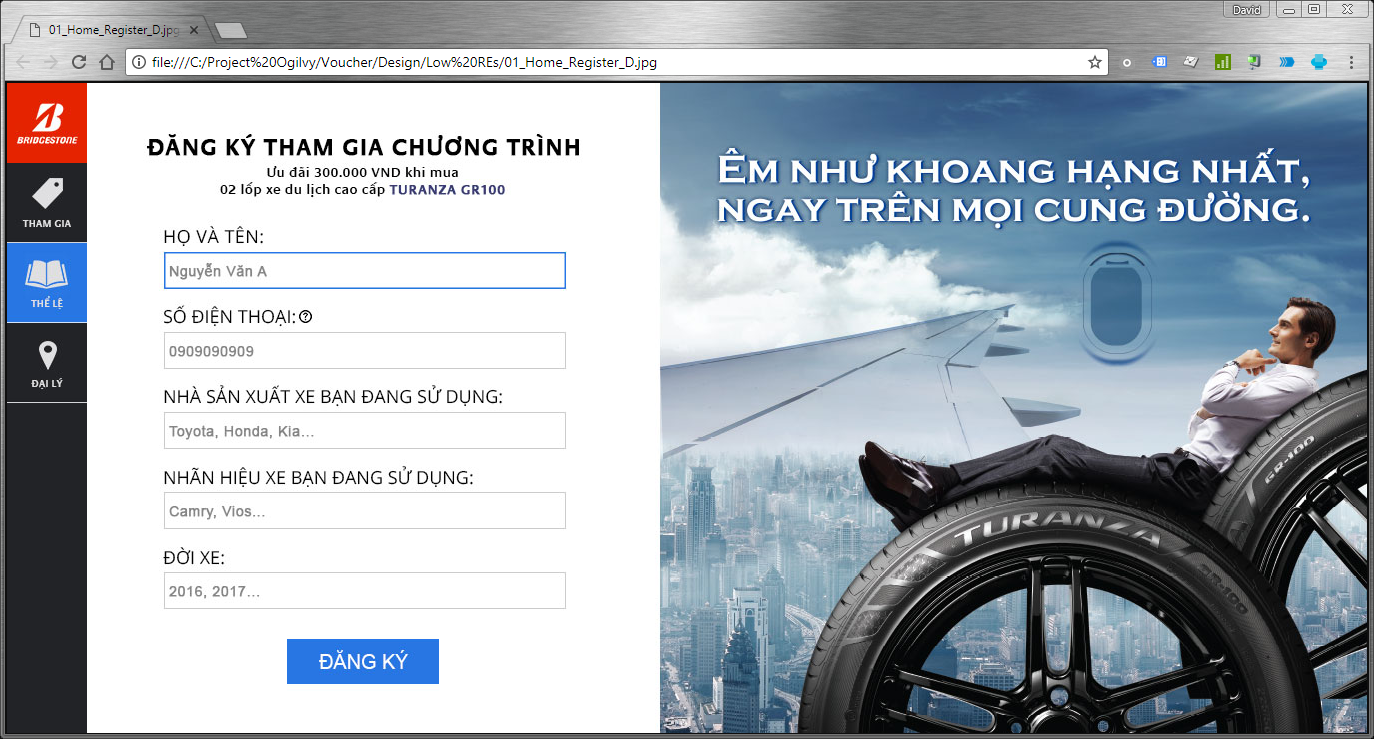 David
01_Home_Register_D.jpg
file:///C:/Project%20Ogilvy/Voucher/Design/Low%20REs/01_Home_Register_D.jpg
BRIDGESTONE
THAM GIA
THỂ LỆ
ĐẠI LÝ
ĐĂNG KÝ THAM GIA CHƯƠNG TRÌNH
Ưu đãi 300.000 VND khi mua
02 lốp xe du lịch cao cấp TURANZA GR100
HỌ VÀ TÊN:
Nguyễn Văn A
SỐ ĐIỆN THOẠI:
0909090909
NHÀ SẢN XUẤT XE BẠN ĐANG SỬ DỤNG:
Toyota, Honda, Kia...
NHÃN HIỆU XE BẠN ĐANG SỬ DỤNG:
Camry, Vios...
ĐỜI XE:
2016, 2017...
ĐĂNG KÝ
ÊM NHƯ KHOANG HẠNG NHẤT,
NGAY TRÊN MỌI CUNG ĐƯỜNG.
GR-100
TURANZA
GR-100